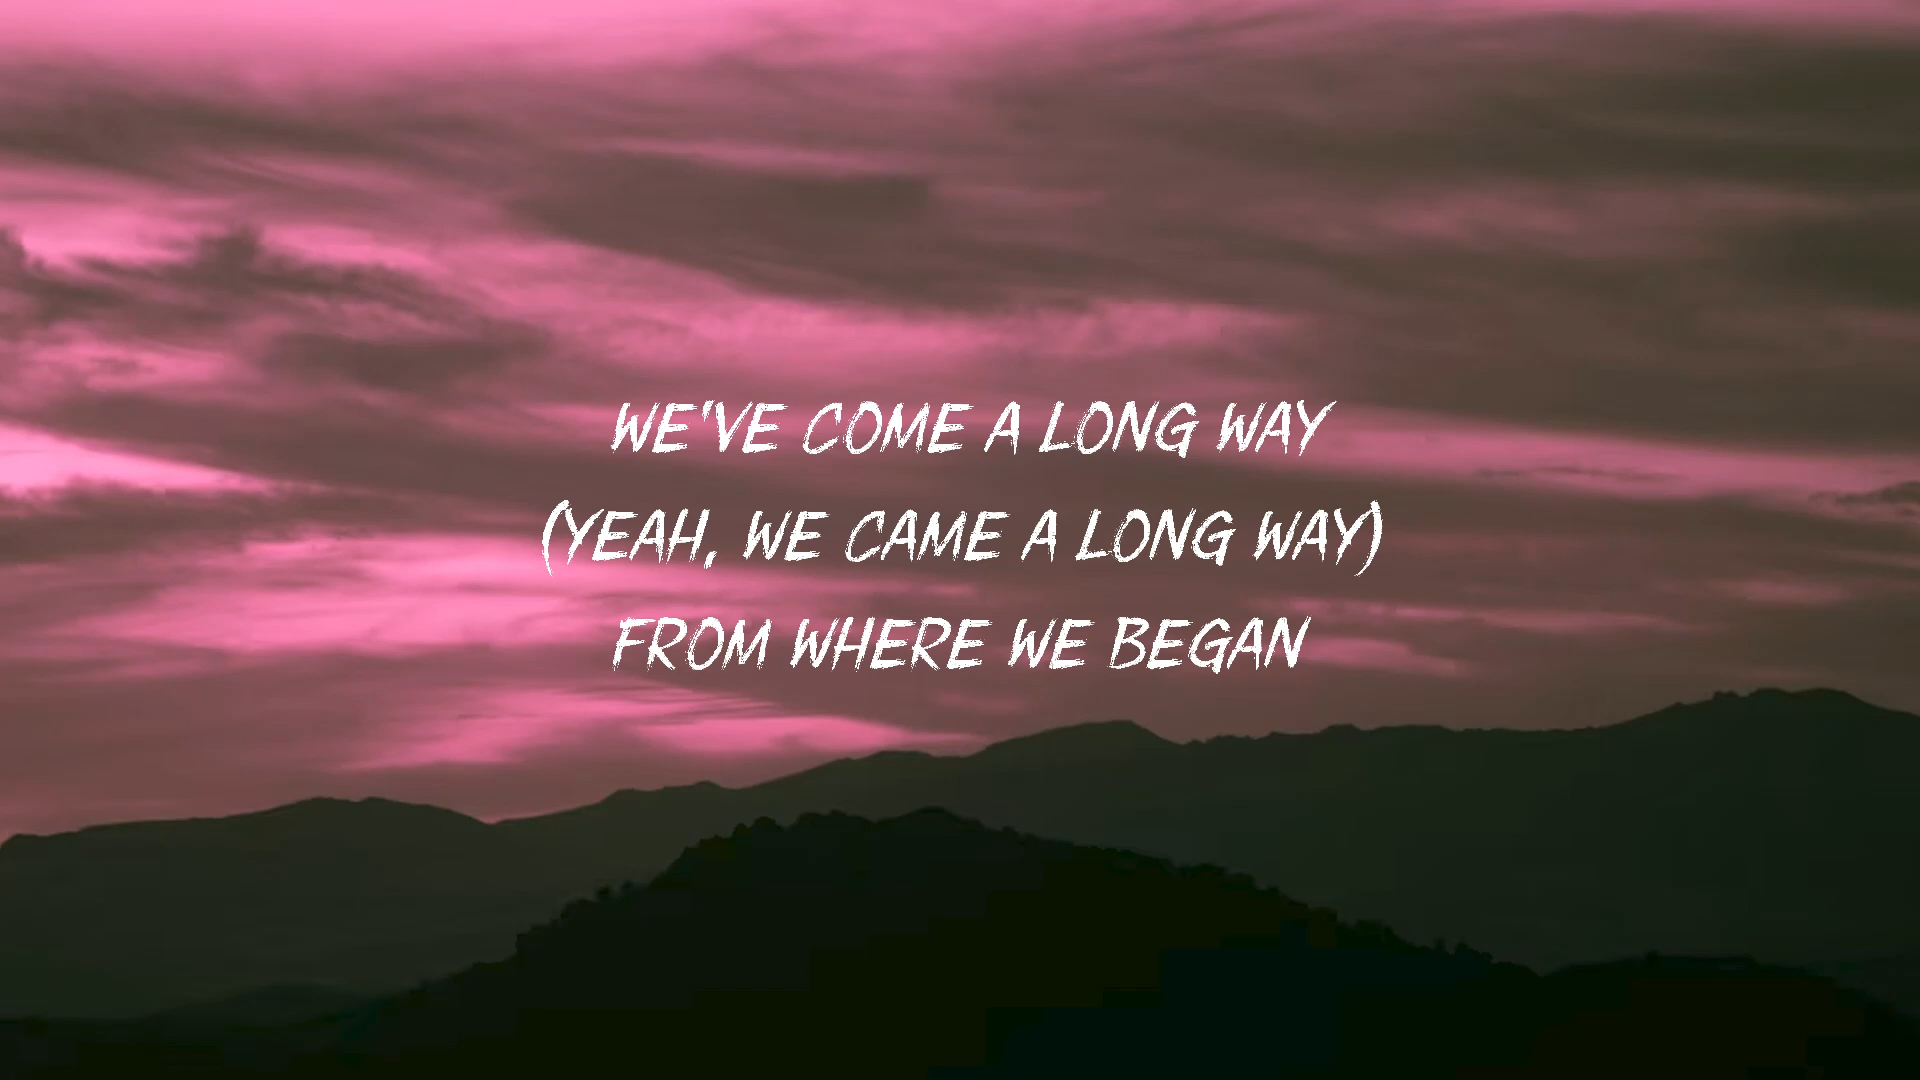 WE'VE COME A LONG WAY
(YEAH, WE CAME A LONG WAY)
FROM WHERE WE BEGAN